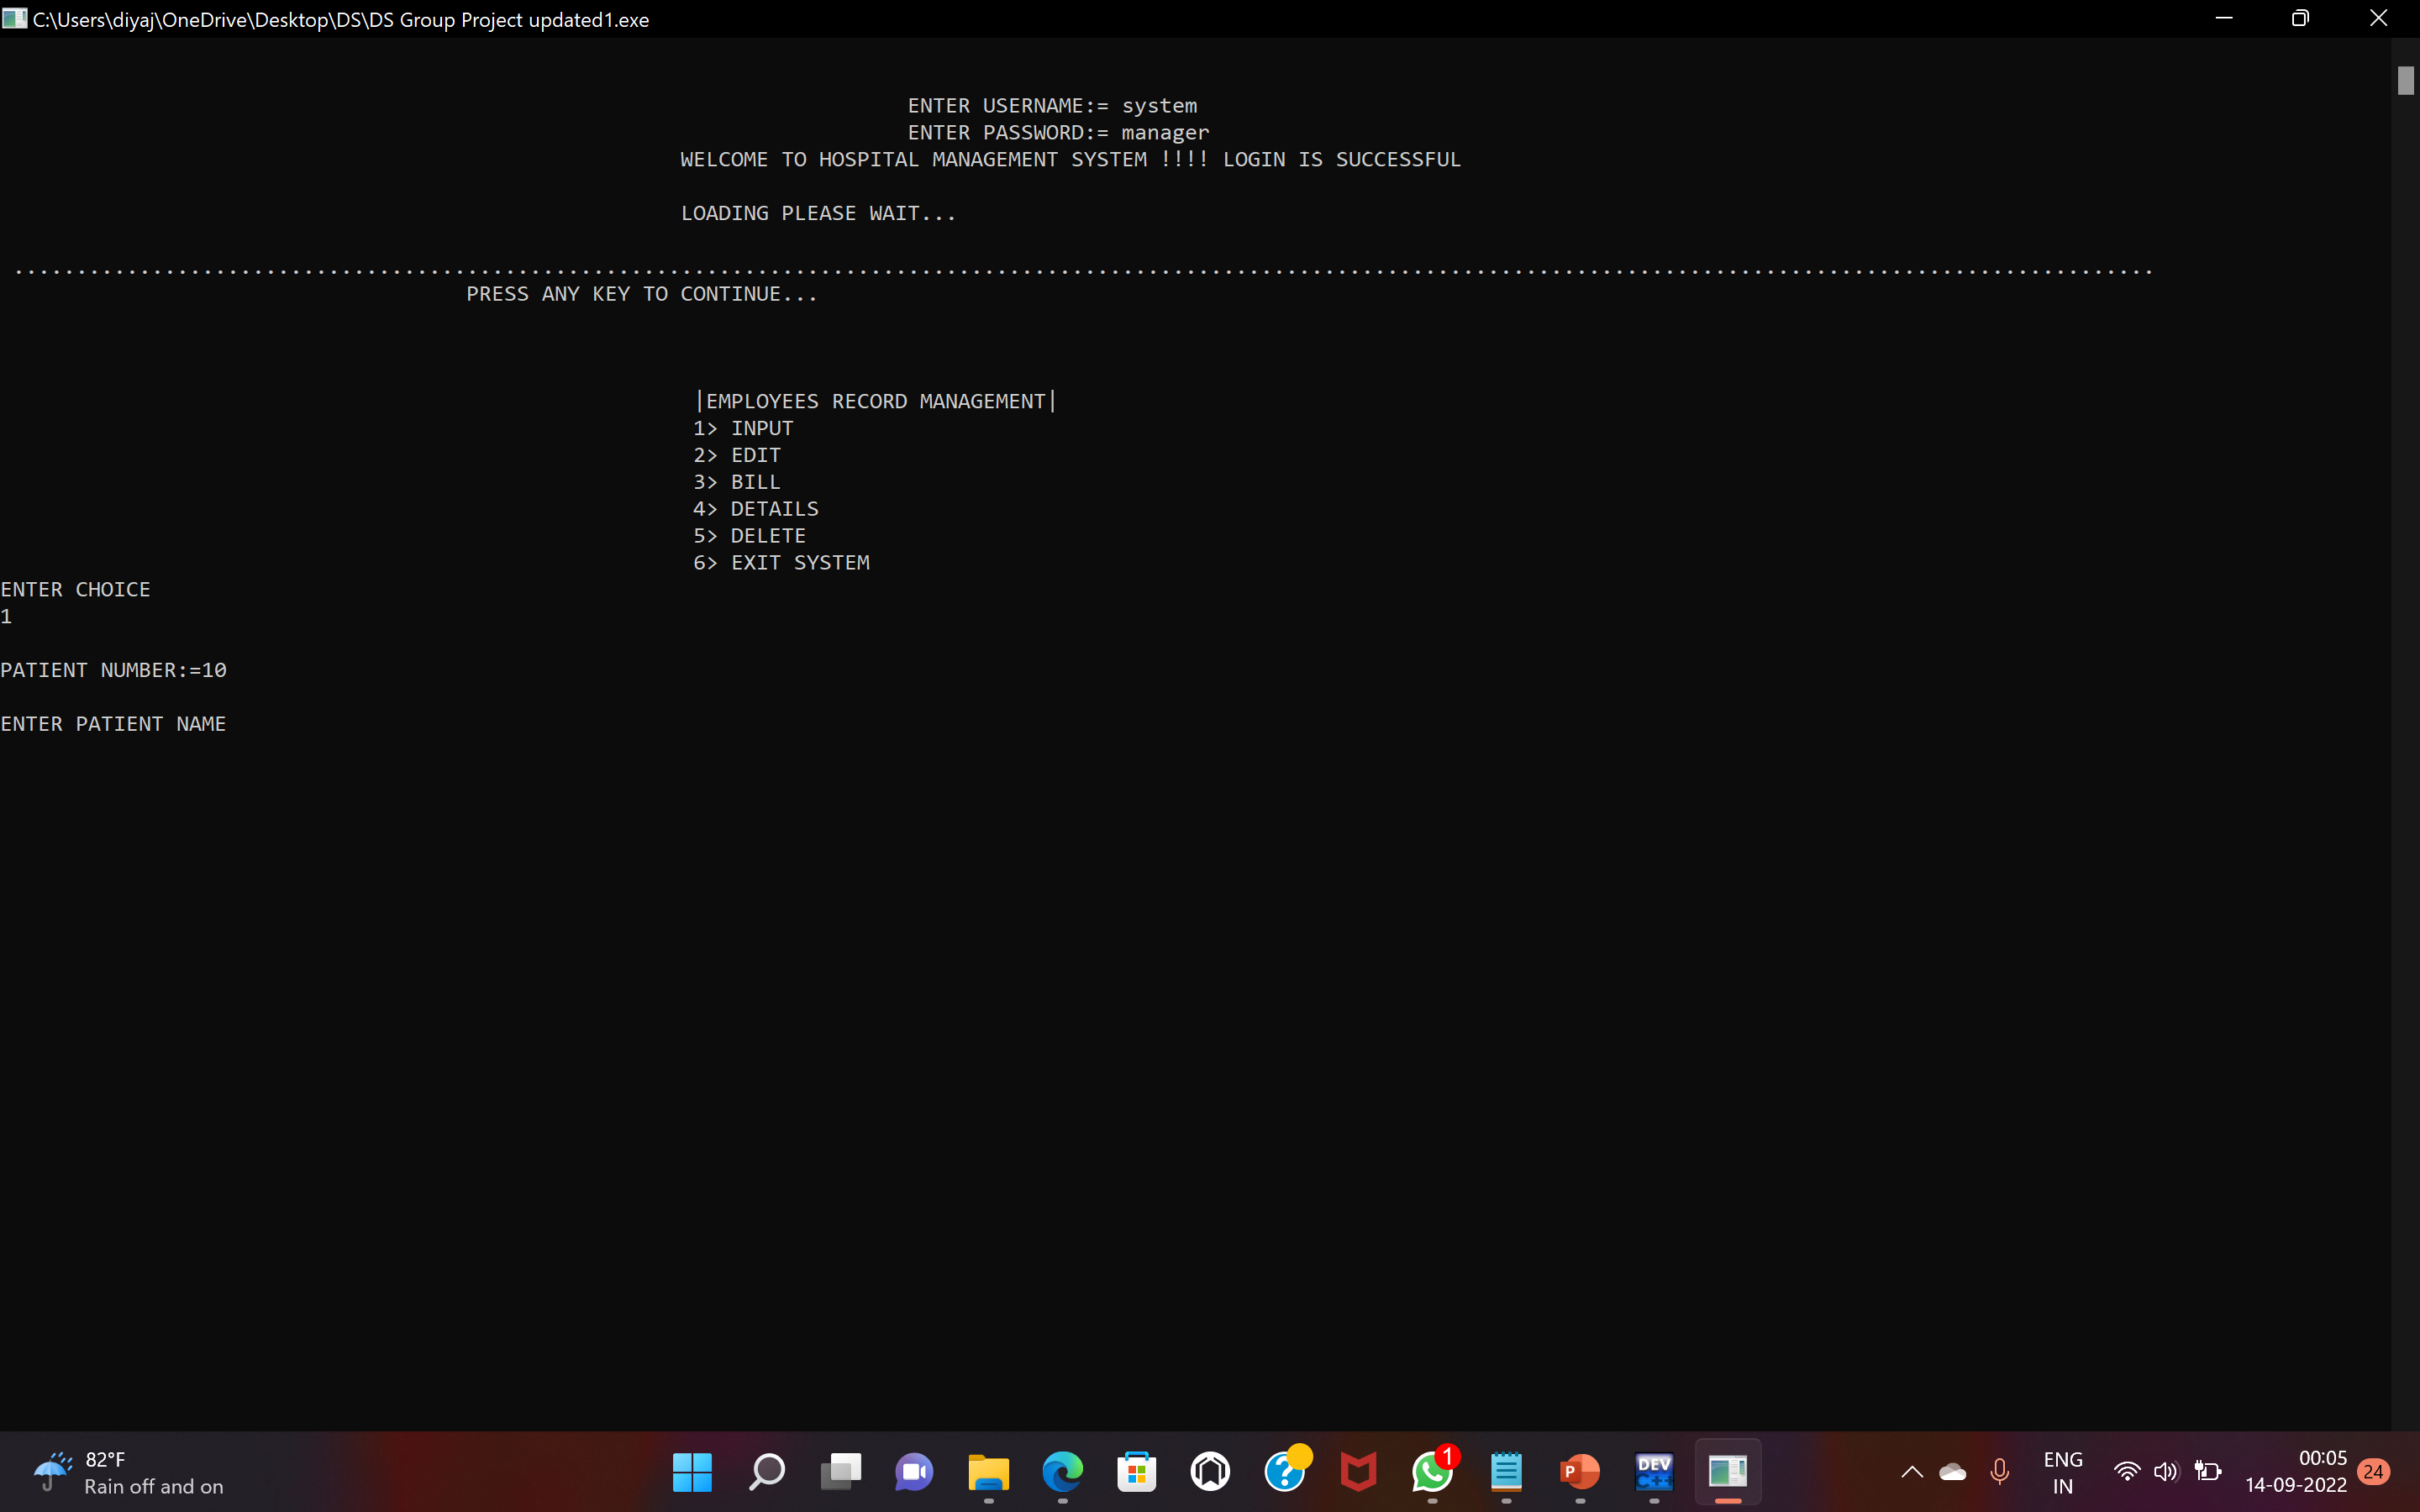 C:\Users\diyaj\OneDrive\Desktop\DS\DS Group Project updated1.exe
ENTER USERNAME:= system
ENTER PASSWORD:= manager
WELCOME TO HOSPITAL MANAGEMENT SYSTEM !!!! LOGIN IS SUCCESSFUL
LOADING PLEASE WAIT...
..........................................................................................................................................................................
PRESS ANY KEY TO CONTINUE...
|EMPLOYEES RECORD MANAGEMENT|
1> INPUT
2> EDIT
3> BILL
4> DETAILS
5> DELETE
6> EXIT SYSTEM
ENTER CHOICE
1
PATIENT NUMBER:=10
ENTER PATIENT NAME
82°F
Rain off and on
1
P
DEV
C++
ENG
IN
00:05
14-09-2022
24